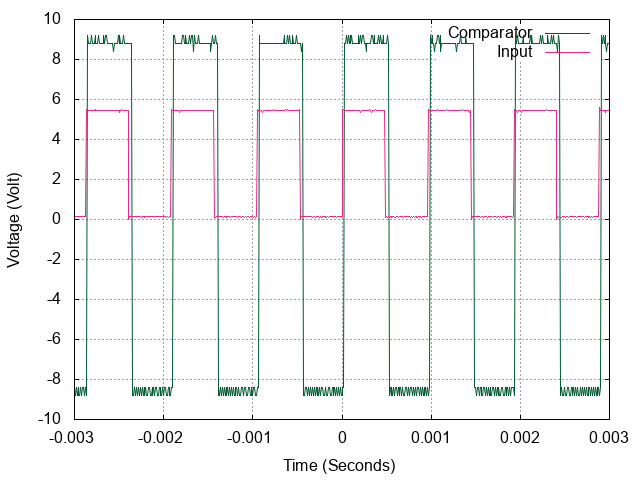 Comparator
Input
10
8
6
4
2
0
-2
-4
-6
-8
-10
Voltage (Volt)
-0.003 -0.002 -0.001 0 0.001 0.002 0.003
Time (Seconds)